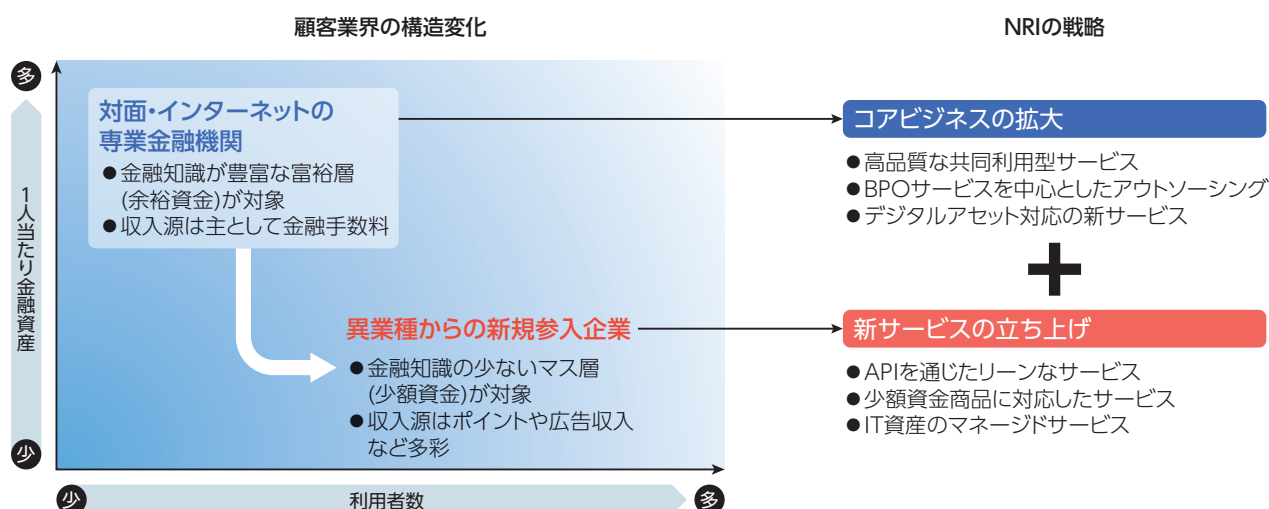 顧客業界の構造変化
多
1人当たり金融資産
少
対面・インターネットの
専業金融機関
●金融知識が豊富な富裕層
(余裕資金)が対象
●収入源は主として金融手数料
異業種からの新規参入企業
●金融知識の少ないマス層
(少額資金)が対象
●収入源はポイントや広告収入
など多彩
少
利用者数
多
NRIの戦略
コアビジネスの拡大
●高品質な共同利用型サービス
●BPOサービスを中心としたアウトソーシング
●デジタルアセット対応の新サービス
+
新サービスの立ち上げ
●APIを通じたリーンなサービス
●少額資金商品に対応したサービス
●IT資産のマネージドサービス